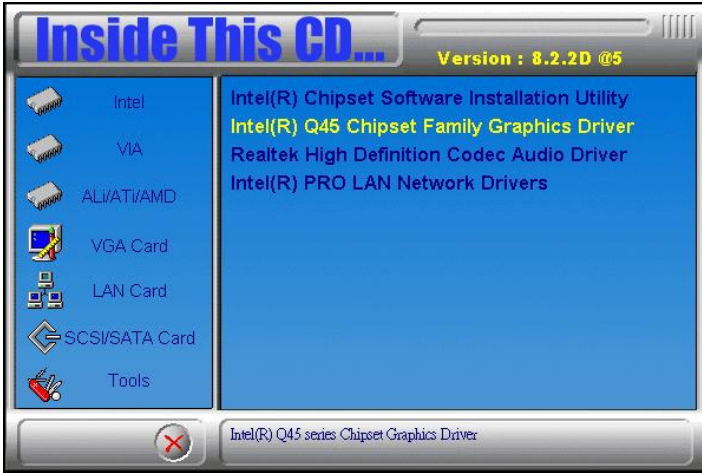 Inside This CD...
Version : 8.2.2D @5
Intel
VIA
ALi/ATi/AMD
VGA Card
LAN Card
SCSI/SATA Card
Tools
Intel(R) Chipset Software Installation Utility
Intel(R) Q45 Chipset Family Graphics Driver
Realtek High Definition Codec Audio Driver
Intel(R) PRO LAN Network Drivers
Intel(R) Q45 series Chipset Graphics Driver